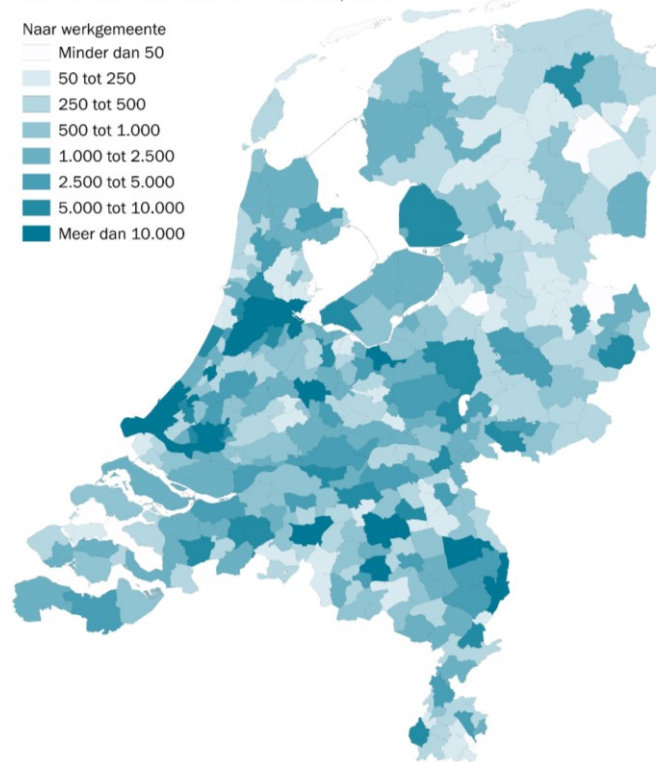 Naar werkgemeente
Minder dan 50
50 tot 250
250 tot 500
500 tot 1.000
1.000 tot 2.500
2.500 tot 5.000
5.000 tot 10.000
Meer dan 10.000